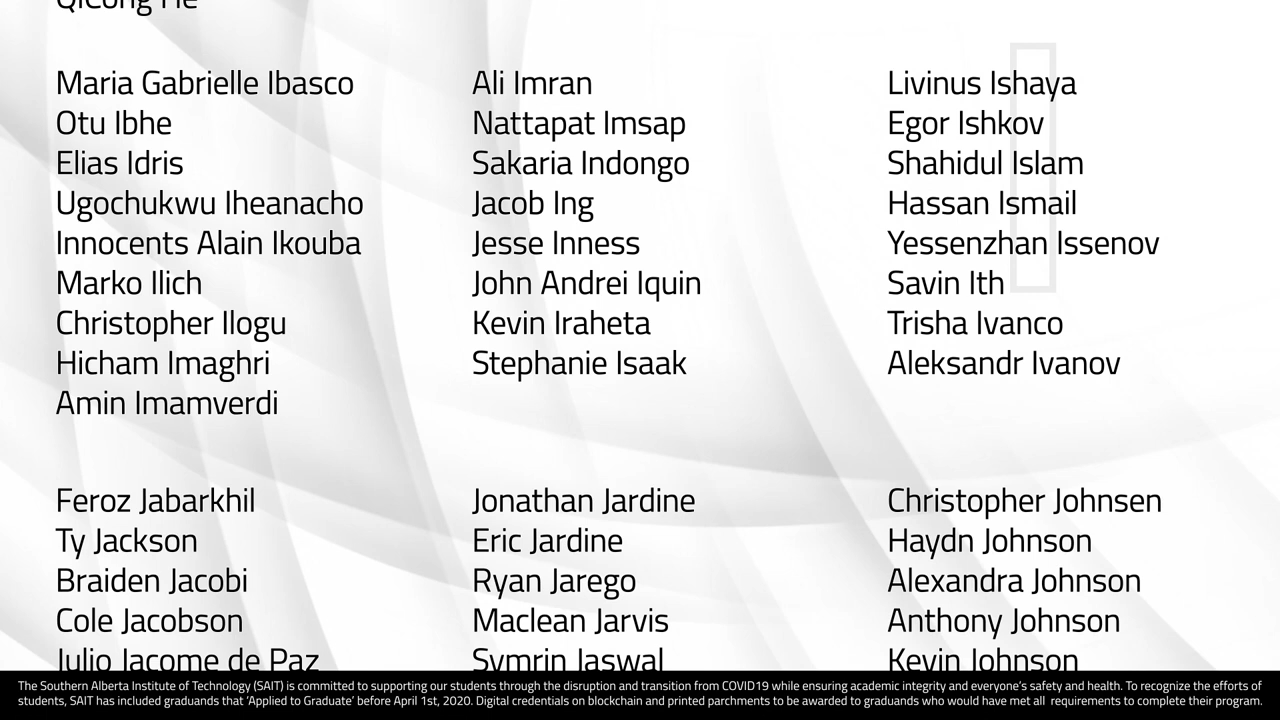 Qicong He
Maria Gabrielle Ibasco
Otu Ibhe
Elias Idris
Ugochukwu Iheanacho
Innocents Alain Ikouba
Marko Ilich
Christopher Ilogu
Hicham Imaghri
Amin Imamverdi
Ali Imran
Nattapat Imsap
Sakaria Indongo
Jacob Ing
Jesse Inness
John Andrei Iquin
Kevin Iraheta
Stephanie Isaak
Livinus Ishaya
Egor Ishkov
Shahidul Islam
Hassan Ismail
Yessenzhan Issenov
Savin Ith
Trisha Ivanco
Aleksandr Ivanov
Feroz Jabarkhil
Ty Jackson
Braiden Jacobi
Cole Jacobson
Julio Jacome de Paz
Jonathan Jardine
Eric Jardine
Ryan Jarego
Maclean Jarvis
Symrin Jaswal
Christopher Johnsen
Haydn Johnson
Alexandra Johnson
Anthony Johnson
Kevin Johnson
The Southern Alberta Institute of Technology (SAIT) is committed to supporting our students through the disruption and transition from COVID19 while ensuring academic integrity and everyone's safety and health. To recognize the efforts of
students, SAIT has included graduands that 'Applied to Graduate' before April 1st, 2020. Digital credentials on blockchain and printed parchments to be awarded to graduands who would have met all requirements to complete their program.